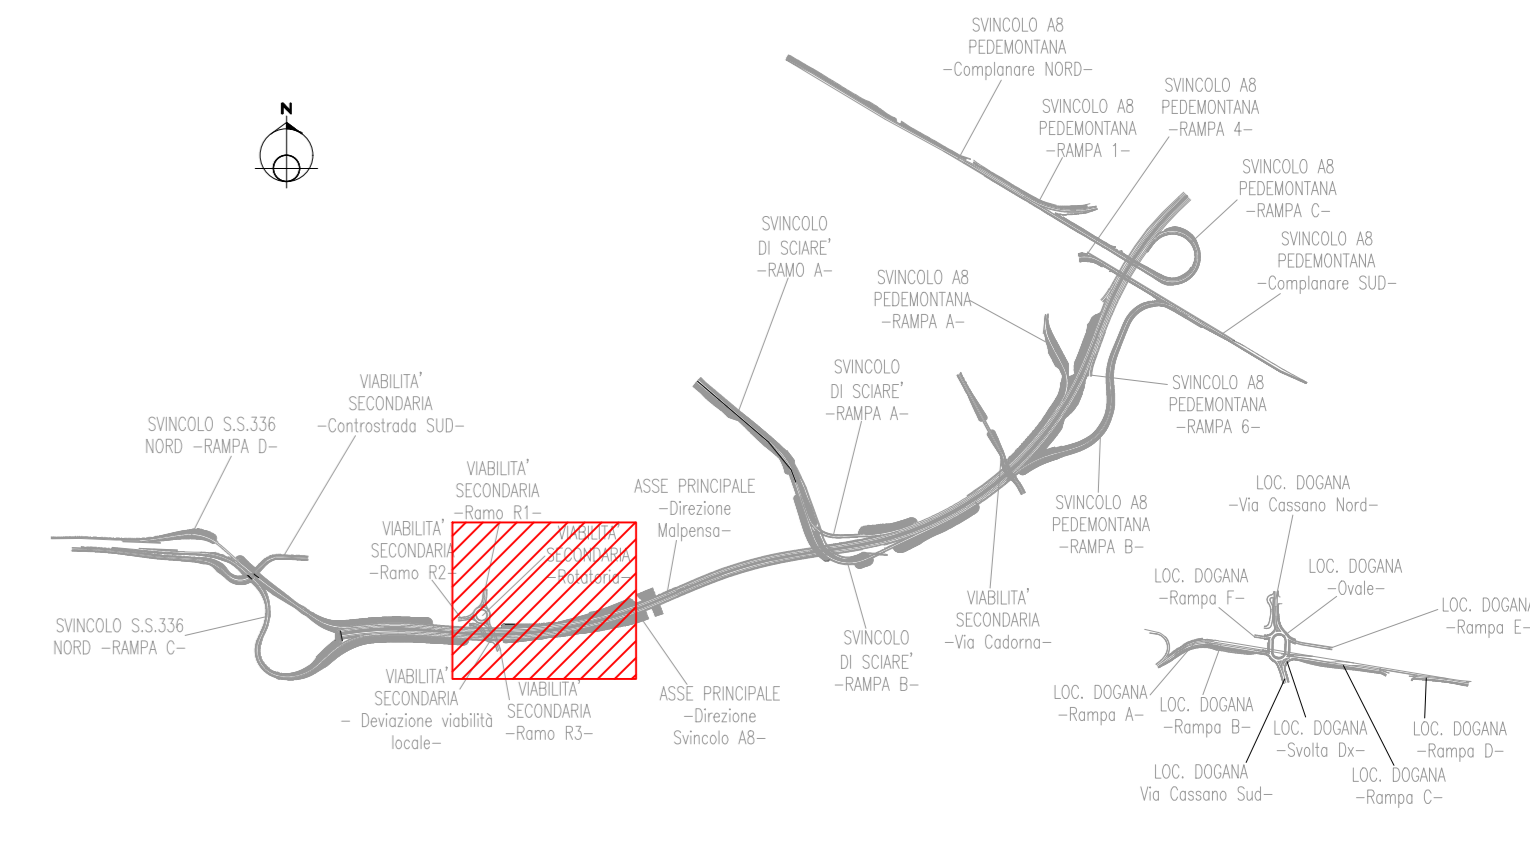 SVINCOLO A8
PEDEMONTANA
-Complanare NORD-
SVINCOLO A8
PEDEMONTANA
-RAMPA 4-
SVINCOLO A8
PEDEMONTANA
-RAMPA 1-
N
SVINCOLO A8
PEDEMONTANA
-RAMPA C-
SVINCOLO
DI SCIARE'
-RAMO A-
SVINCOLO A8
PEDEMONTANA
-Complanare SUD-
SVINCOLO A8
PEDEMONTANA
-RAMPA A-
SVINCOLO
DI SCIARE'
-RAMPA A-
VIABILITA'
SECONDARIA
-Controstrada SUD-
SVINCOLO A8
PEDEMONTANA
-RAMPA 6-
SVINCOLO S.S.336
NORD -RAMPA D-
VIABILITA'
SECONDARIA
-Ramo R1-
ASSE PRINCIPALE
-Direzione
Malpensa-
LOC. DOGANA
-Via Cassano Nord-
SVINCOLO A8
PEDEMONTANA
-RAMPA B-
VIABILITA'
SECONDARIA
-Ramo R2-
VIABILITA'
SECONDARIA
-Rotatoria-
LOC. DOGANA
-Ovale-
LOC. DOGANA
-Rampa F-
VIABILITA'
SECONDARIA
-Via Cadorna-
LOC. DOGANA
-Rampa E-
SVINCOLO S.S.336
NORD -RAMPA C-
SVINCOLO
DI SCIARE'
-RAMPA B-
VIABILITA'
SECONDARIA
- Deviazione viabilità
locale-
VIABILITA'
SECONDARIA
-Ramo R3-
ASSE PRINCIPALE
-Direzione
Svincolo A8-
LOC. DOGANA
-Rampa A-
LOC. DOGANA
-Rampa B-
LOC. DOGANA
-Svolta Dx-
LOC. DOGANA
-Rampa D-
LOC. DOGANA
Via Cassano Sud-
LOC. DOGANA
-Rampa C-